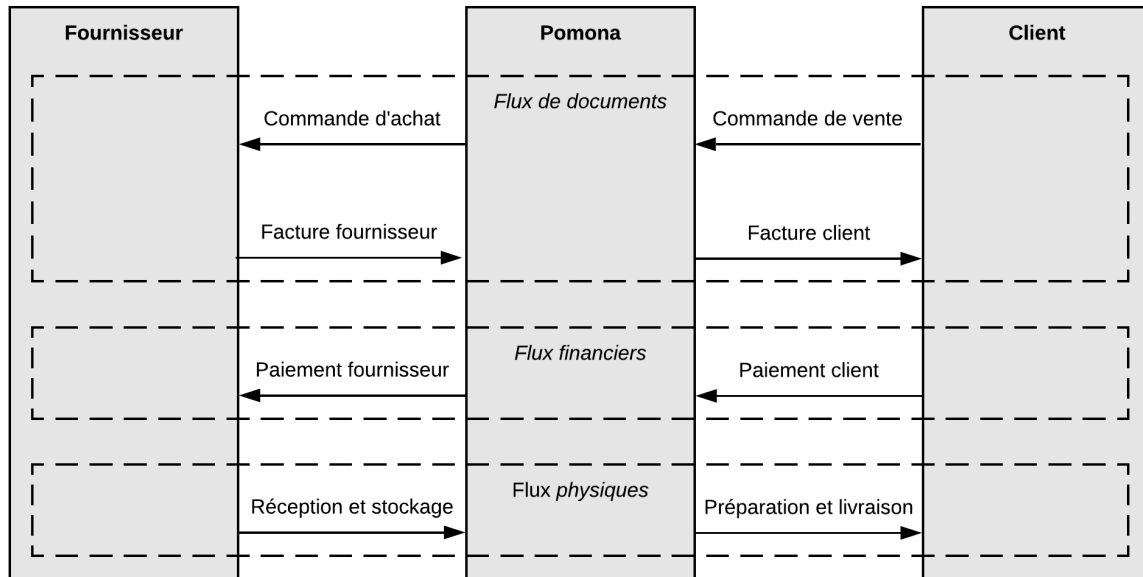 Fournisseur
Pomona
Client
Flux de documents
Commande d'achat
Commande de vente
Facture fournisseur
Facture client
Flux financiers
Paiement fournisseur
Paiement client
Flux physiques
Réception et stockage
Préparation et livraison